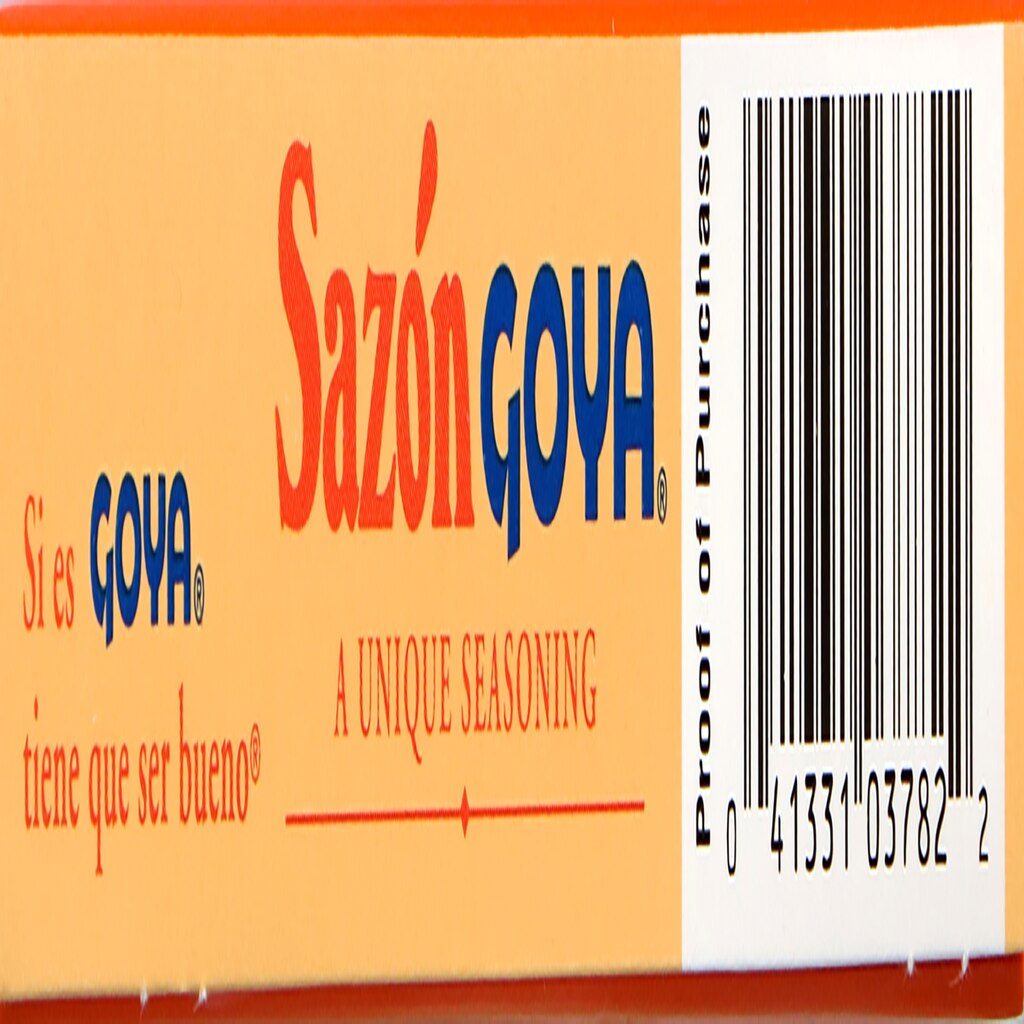 Sazón GOYA®
A UNIQUE SEASONING
Si es GOYA®
tiene que ser bueno®
Proof of Purchase
0 41331 03782 2